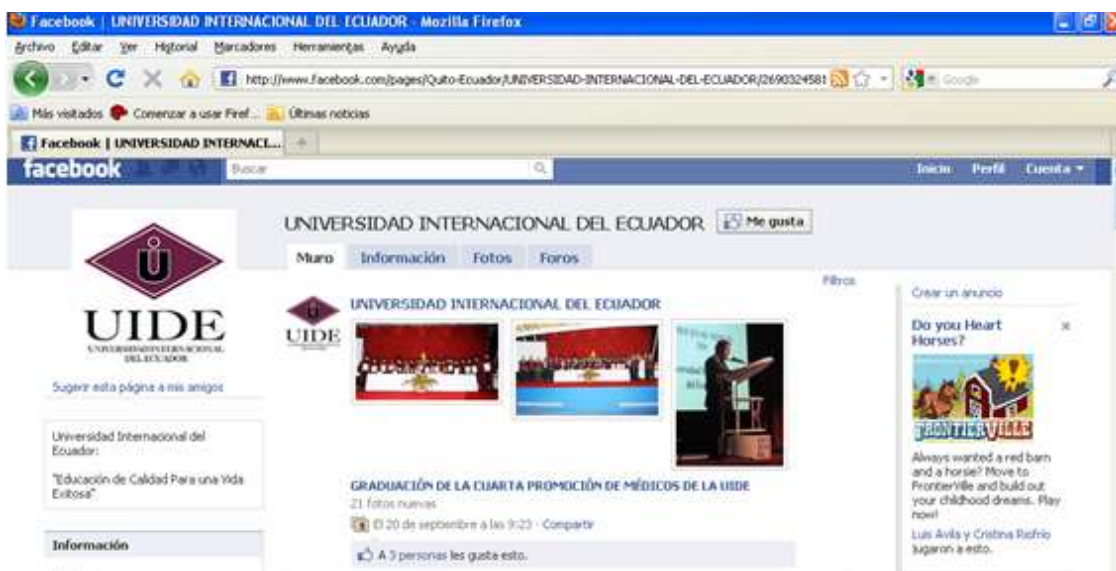 Facebook | UNIVERSIDAD INTERNACIONAL DEL ECUADOR - Mozilla Firefox
Archivo Editar Ver Historial Marcadores Herramientas Ayuda
http://www.facebook.com/pages/Quito-Ecuador/UNIVERSIDAD-INTERNACIONAL-DEL-ECUADOR/2690324581
Google
Más visitados Comenzar a usar Firef... Últimas noticias
Facebook | UNIVERSIDAD INTERNACI...
facebook
Buscar
Inicio Perfil Cuenta
UIDE
UNIVERSIDAD INTERNACIONAL
DEL ECUADOR
Sugerir esta página a mis amigos
Universidad Internacional del
Ecuador:
"Educación de Calidad Para una Vida
Exitosa"
Información
UNIVERSIDAD INTERNACIONAL DEL ECUADOR
Me gusta
Muro Información Fotos Foros
Filtros
UIDE
UNIVERSIDAD INTERNACIONAL DEL ECUADOR
GRADUACIÓN DE LA CUARTA PROMOCIÓN DE MÉDICOS DE LA UIDE
21 fotos nuevas
El 20 de septiembre a las 9:23 · Compartir
A 3 personas les gusta esto.
Crear un anuncio
Do you Heart
Horses?
FRONTIERVILLE
Always wanted a red barn
and a horsie? Move to
FrontierVille and build out
your childhood dreams. Play
now!
Luis Avila y Cristina Riofrio
jugaron a esto.